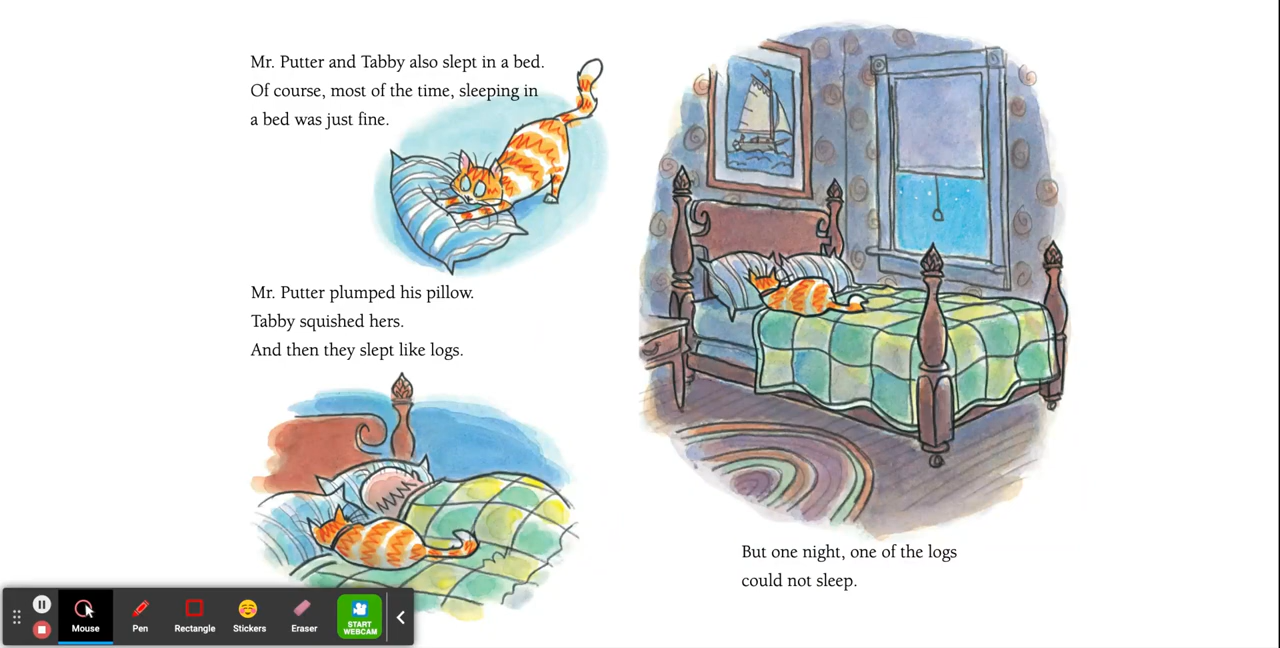 Mr. Putter and Tabby also slept in a bed.
Of course, most of the time, sleeping in
a bed was just fine.
Mr. Putter plumped his pillow.
Tabby squished hers.
And then they slept like logs.
But one night, one of the logs
could not sleep.
Mouse
Pen
Rectangle
Stickers
Eraser
START
WEBCAM